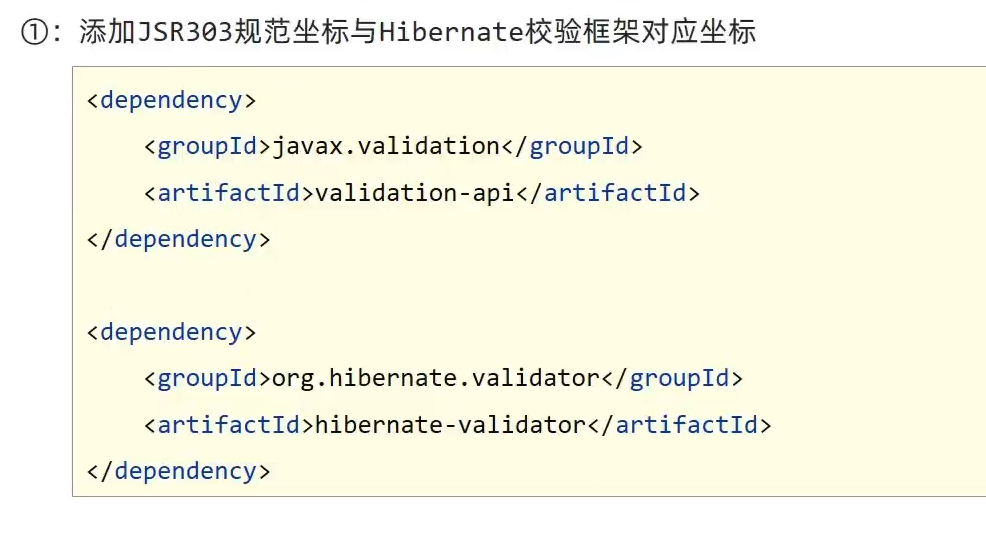 ①: 添加JSR303规范坐标与Hibernate校验框架对应坐标
<dependency>
    <groupId>javax.validation</groupId>
    <artifactId>validation-api</artifactId>
</dependency>
<dependency>
    <groupId>org.hibernate.validator</groupId>
    <artifactId>hibernate-validator</artifactId>
</dependency>